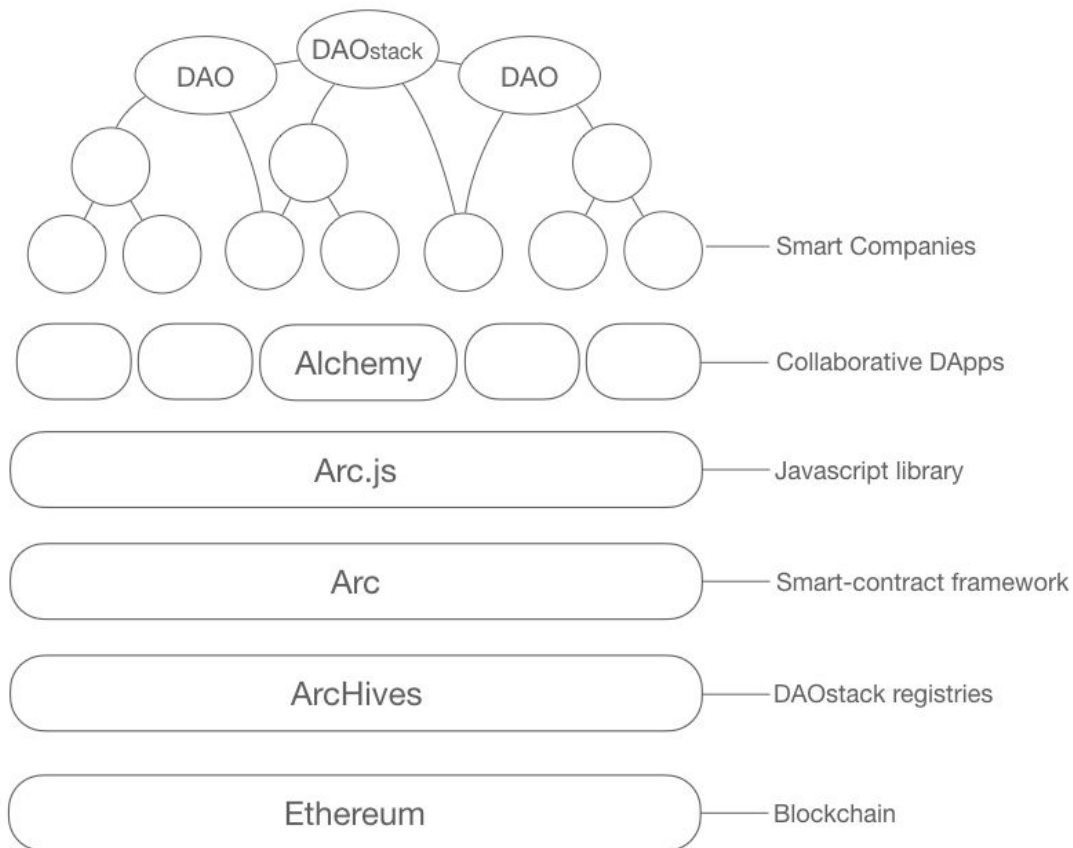 DAOstack
DAO
DAO
Smart Companies
Alchemy
Collaborative DApps
Arc.js
Javascript library
Arc
Smart-contract framework
ArcHives
DAOstack registries
Ethereum
Blockchain